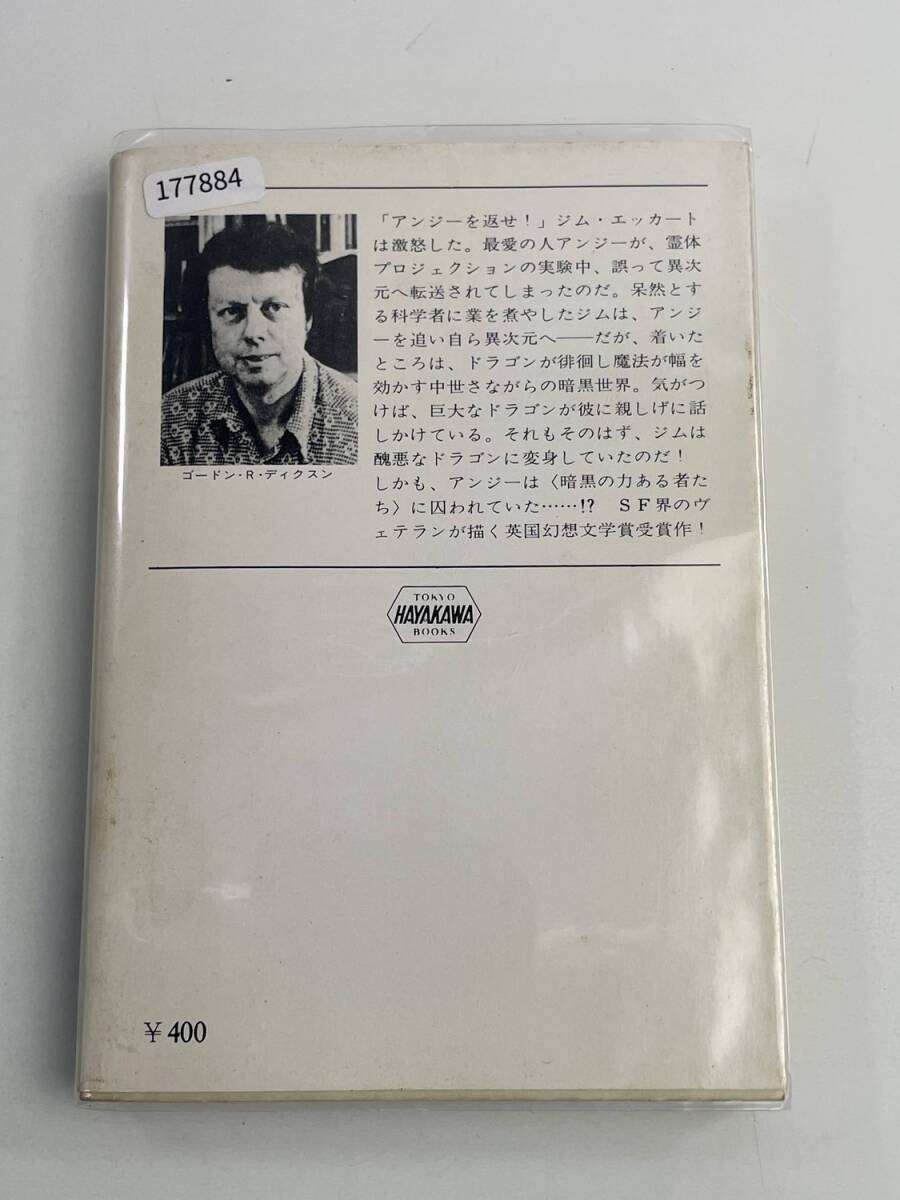 177884
「アンジーを返せ！」ジム・エッカート
は激怒した。最愛の人アンジーが、霊体
プロジェクションの実験中、誤って異次
元へ転送されてしまったのだ。呆然とす
る科学者に業を煮やしたジムは、アンジ
ーを追い自ら異次元へ――だが、着いた
ところは、ドラゴンが徘徊し魔法が幅を
効かす中世さながらの暗黒世界。気がつ
けば、巨大なドラゴンが彼に親しげに話
しかけている。それもそのはず、ジムは
醜悪なドラゴンに変身していたのだ！
しかも、アンジーは〈暗黒の力ある者た
ち〉に囚われていた……!?　ＳＦ界のヴ
ェテランが描く英国幻想文学賞受賞作！
ゴードン・R・ディクスン
TOKYO
HAYAKAWA
BOOKS
￥400